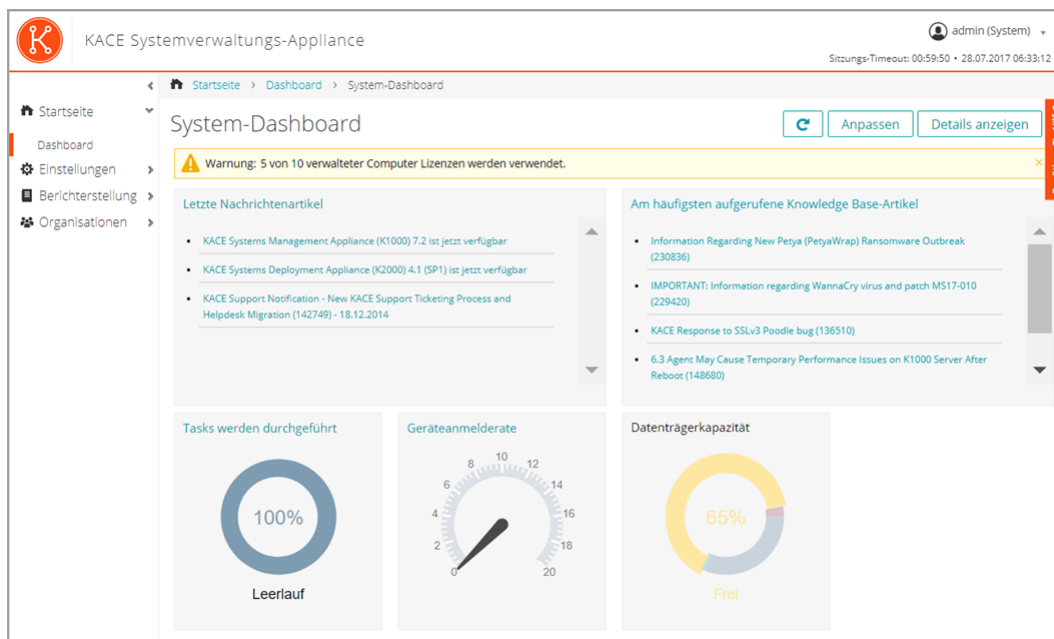 KACE Systemverwaltungs-Appliance
admin (System)
Sitzungs-Timeout: 00:59:50 • 28.07.2017 06:33:12
Startseite > Dashboard > System-Dashboard
Startseite
Dashboard
Einstellungen
Berichterstellung
Organisationen
System-Dashboard
Anpassen
Details anzeigen
Warnung: 5 von 10 verwalteter Computer Lizenzen werden verwendet.
Letzte Nachrichtenartikel
KACE Systems Management Appliance (K1000) 7.2 ist jetzt verfügbar
KACE Systems Deployment Appliance (K2000) 4.1 (SP1) ist jetzt verfügbar
KACE Support Notification - New KACE Support Ticketing Process and
Helpdesk Migration (142749) - 18.12.2014
Am häufigsten aufgerufene Knowledge Base-Artikel
Information Regarding New Petya (PetyaWrap) Ransomware Outbreak
(230836)
IMPORTANT: Information regarding WannaCry virus and patch MS17-010
(229420)
KACE Response to SSLv3 Poodle bug (136510)
6.3 Agent May Cause Temporary Performance Issues on K1000 Server After
Reboot (148680)
Tasks werden durchgeführt
100%
Leerlauf
Geräteanmelderate
0
2
4
6
8
10
12
14
16
18
20
Datenträgerkapazität
65%
Frei